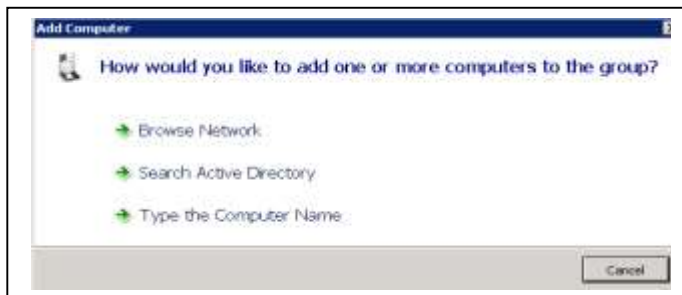 Add Computer
How would you like to add one or more computers to the group?
Browse Network
Search Active Directory
Type the Computer Name
Cancel